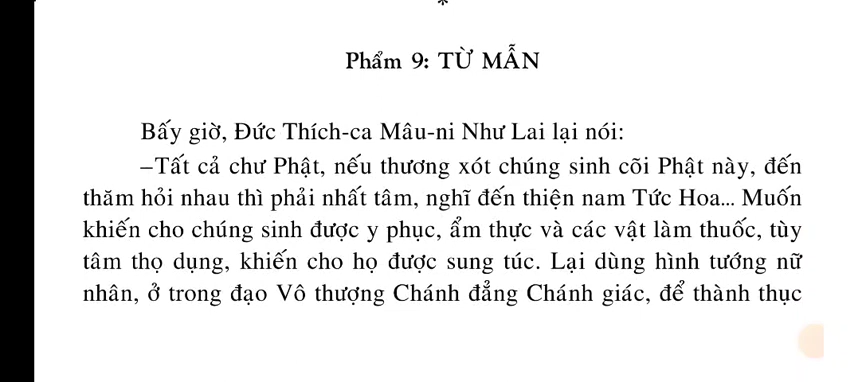 *
Phẩm 9: TỪ MẪN
Bấy giờ, Đức Thích-ca Mâu-ni Như Lai lại nói:
–Tất cả chư Phật, nếu thương xót chúng sinh cõi Phật này, đến
thăm hỏi nhau thì phải nhất tâm, nghĩ đến thiện nam Tức Hoa... Muốn
khiến cho chúng sinh được y phục, ẩm thực và các vật làm thuốc, tùy
tâm thọ dụng, khiến cho họ được sung túc. Lại dùng hình tướng nữ
nhân, ở trong đạo Vô thượng Chánh đẳng Chánh giác, để thành thục